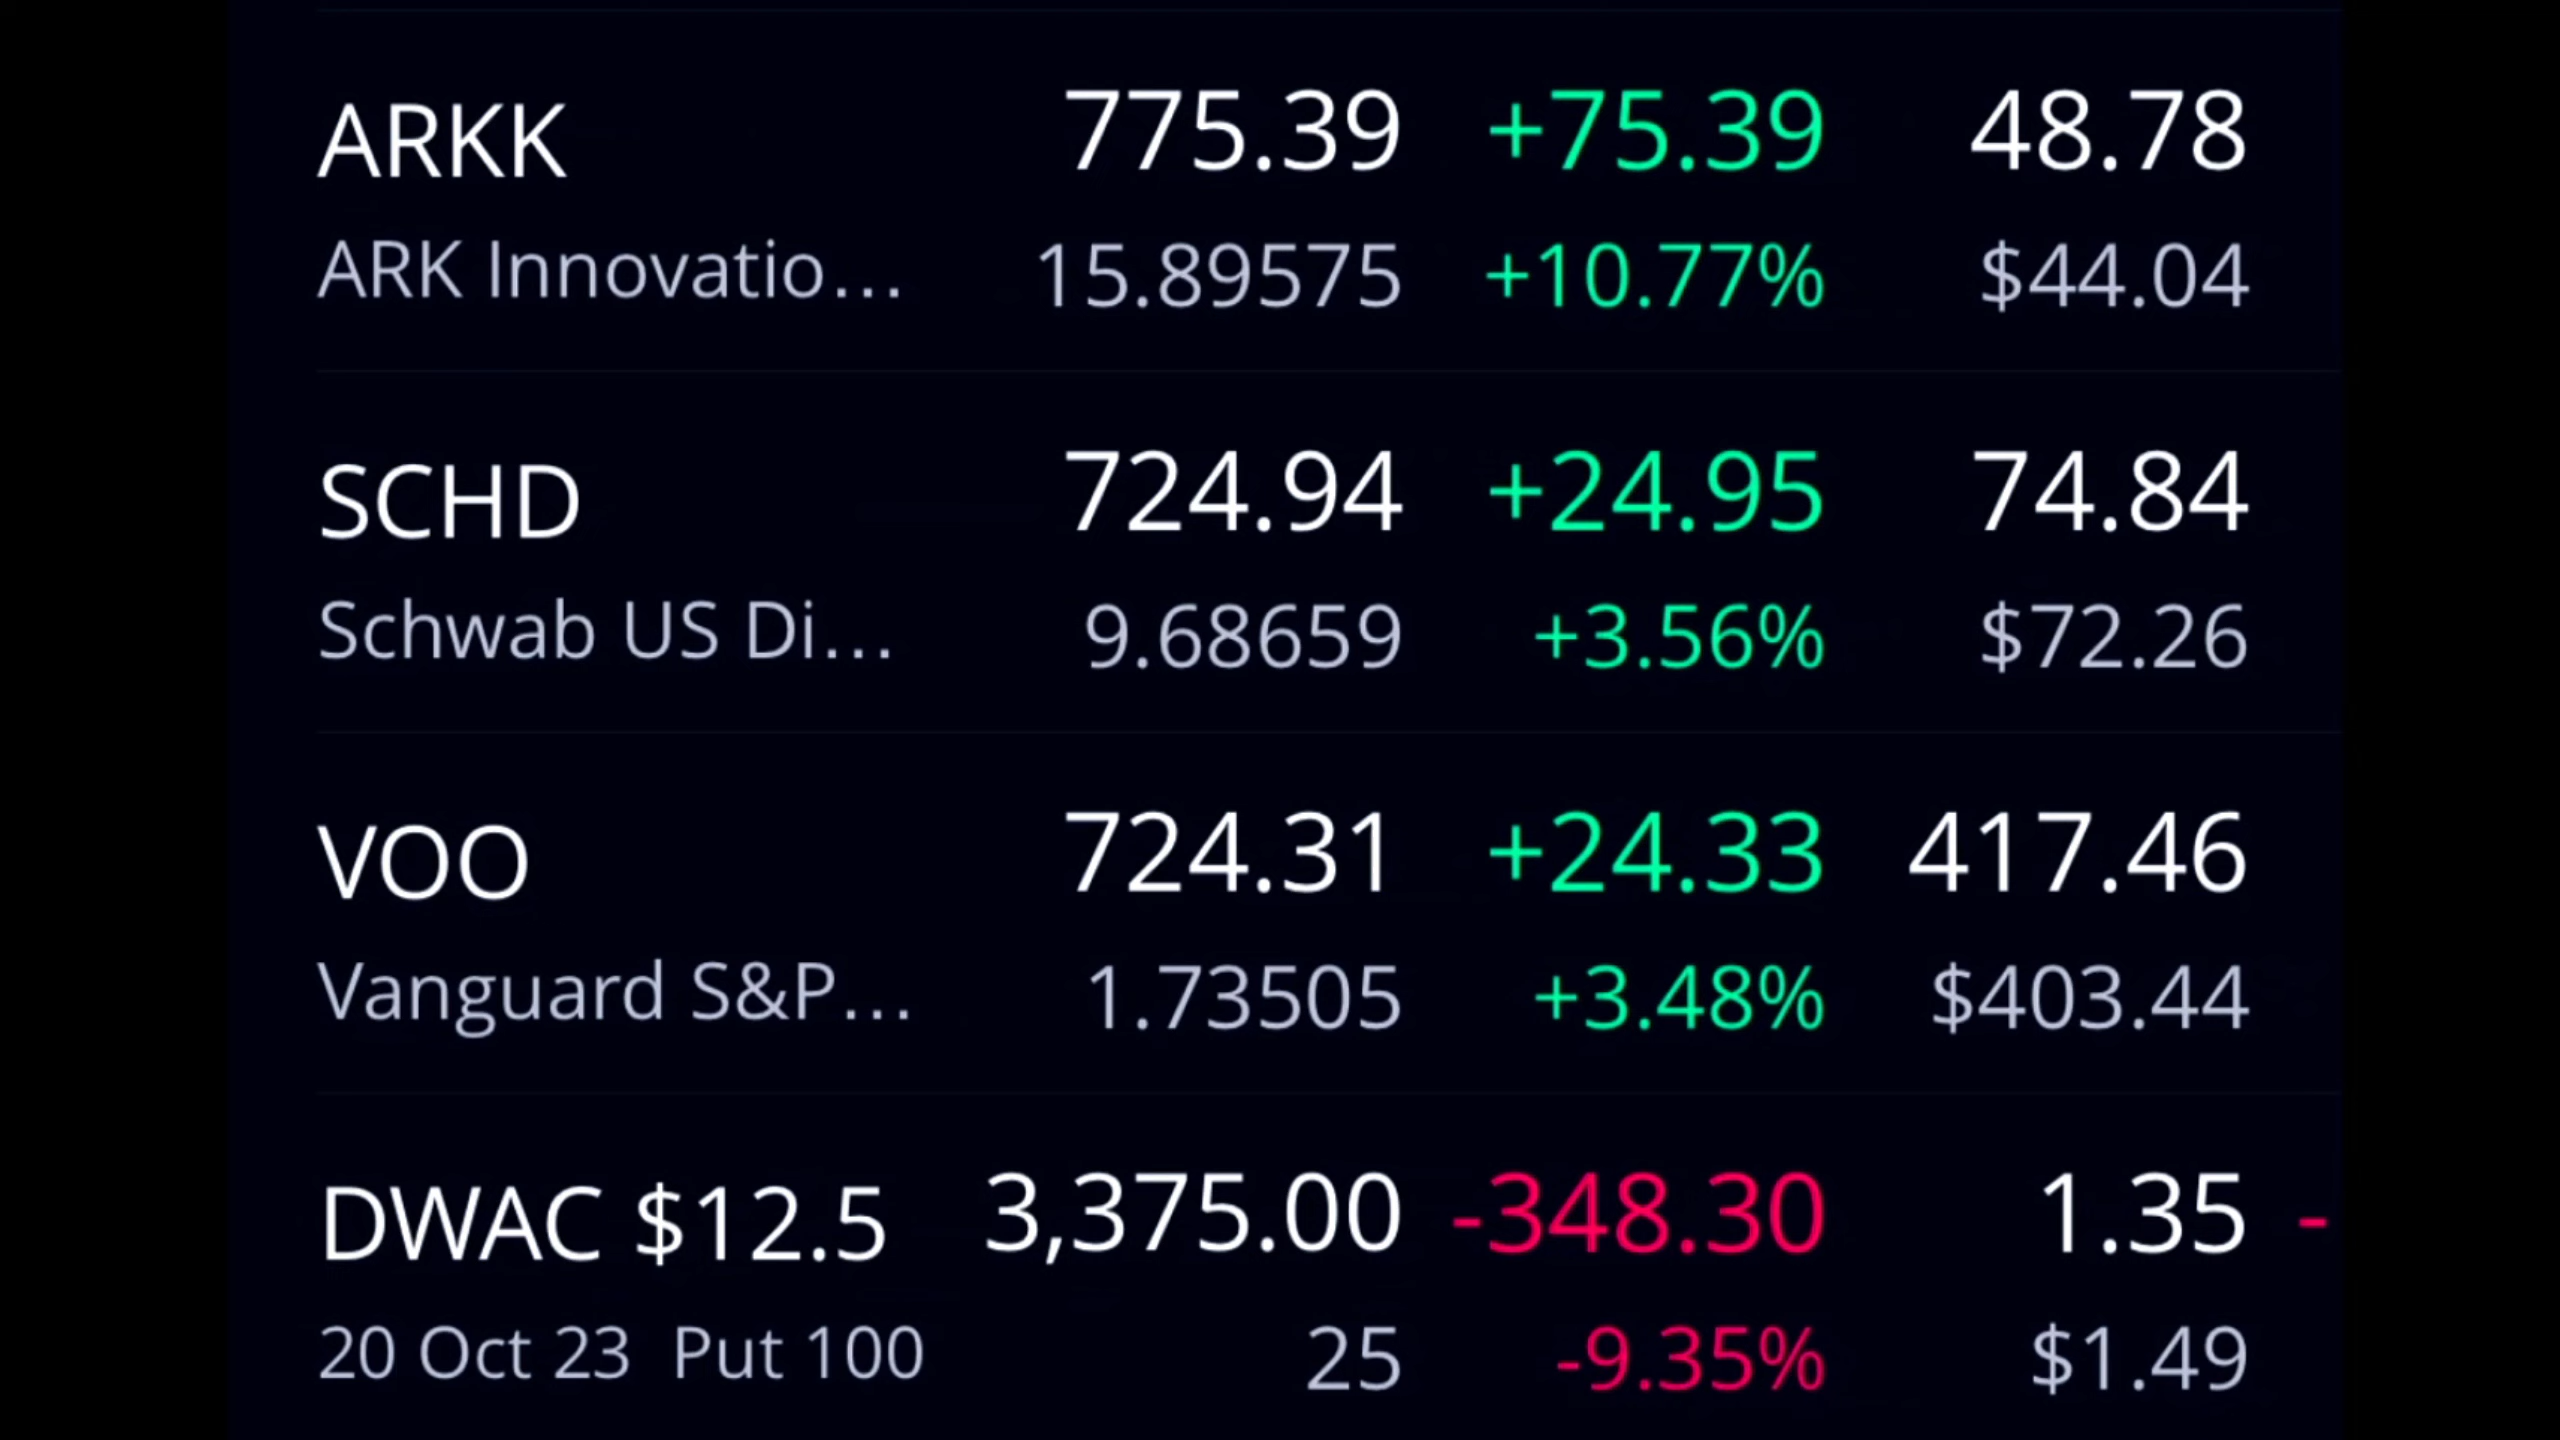 ARKK 775.39 +75.39 48.78
ARK Innovatio... 15.89575 +10.77% $44.04
SCHD 724.94 +24.95 74.84
Schwab US Di... 9.68659 +3.56% $72.26
VOO 724.31 +24.33 417.46
Vanguard S&P... 1.73505 +3.48% $403.44
DWAC $12.5 3,375.00 -348.30 1.35 -
20 Oct 23 Put 100 25 -9.35% $1.49